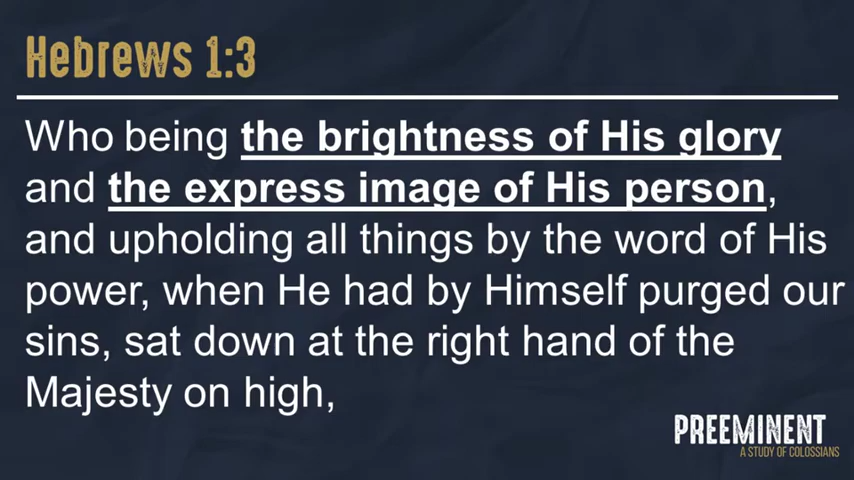 Hebrews 1:3
Who being the brightness of His glory
and the express image of His person,
and upholding all things by the word of His
power, when He had by Himself purged our
sins, sat down at the right hand of the
Majesty on high,
PREEMINENT
A STUDY OF COLOSSIANS